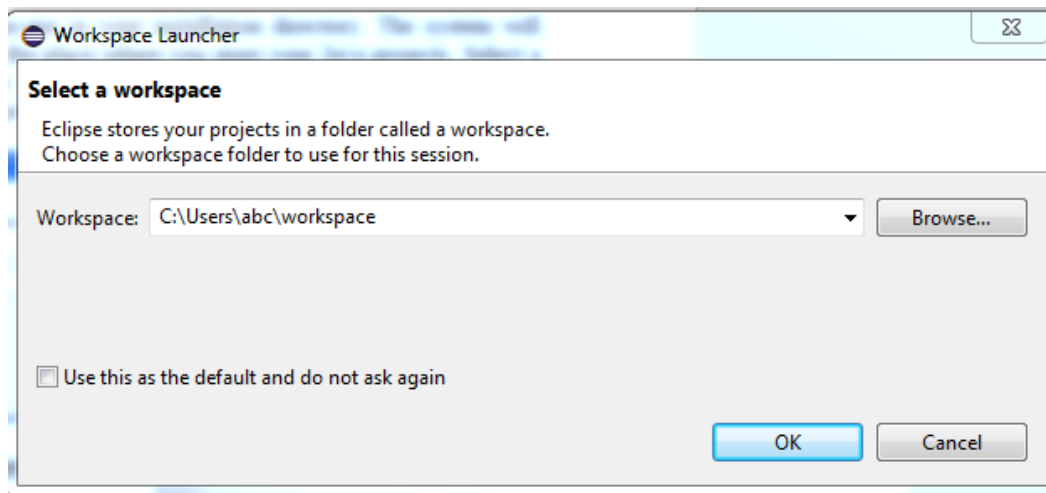 Workspace Launcher
Select a workspace
Eclipse stores your projects in a folder called a workspace.
Choose a workspace folder to use for this session.
Workspace: C:\Users\abc\workspace Browse...
Use this as the default and do not ask again
OK Cancel